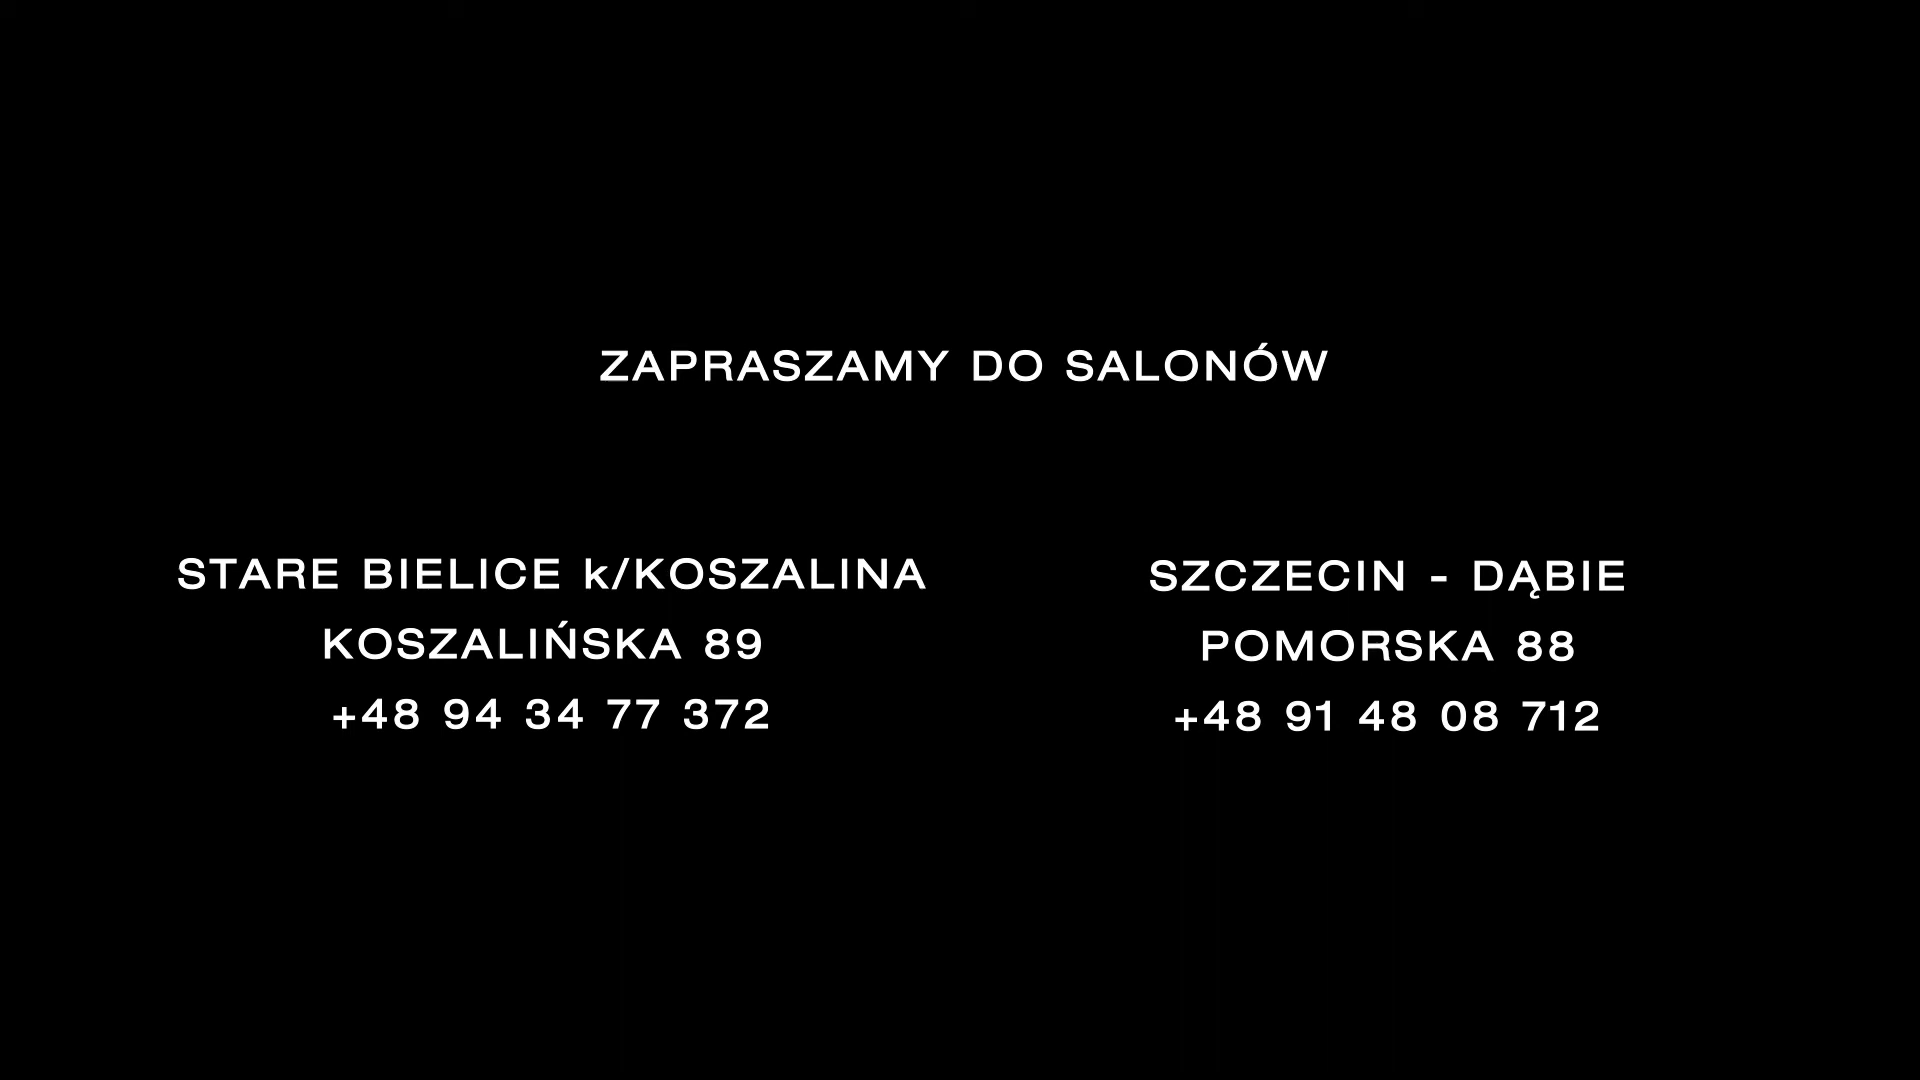 ZAPRASZAMY DO SALONÓW
STARE BIELICE k/KOSZALINA
KOSZALIŃSKA 89
+48 94 34 77 372
SZCZECIN - DĄBIE
POMORSKA 88
+48 91 48 08 712